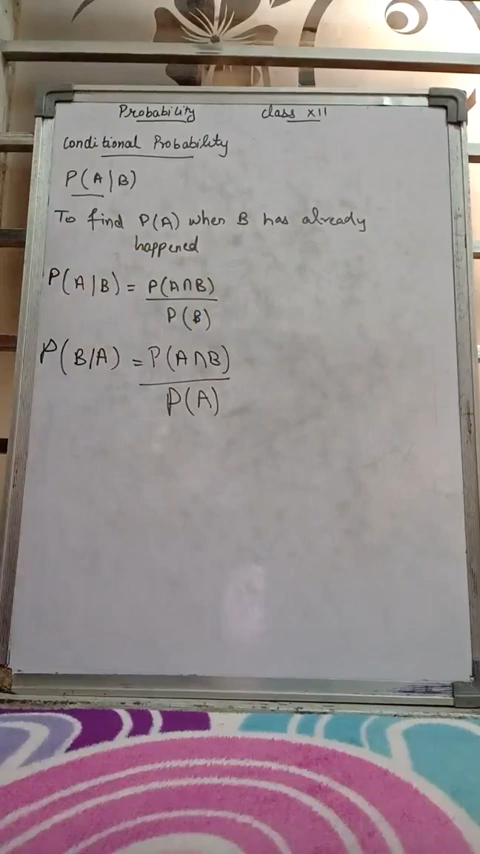 Probability class XII
Conditional Probability
P(A|B)
To find P(A) when B has already
happened
P(A|B) = P(A∩B)
P(B)
P(B/A) = P(A∩B)
P(A)